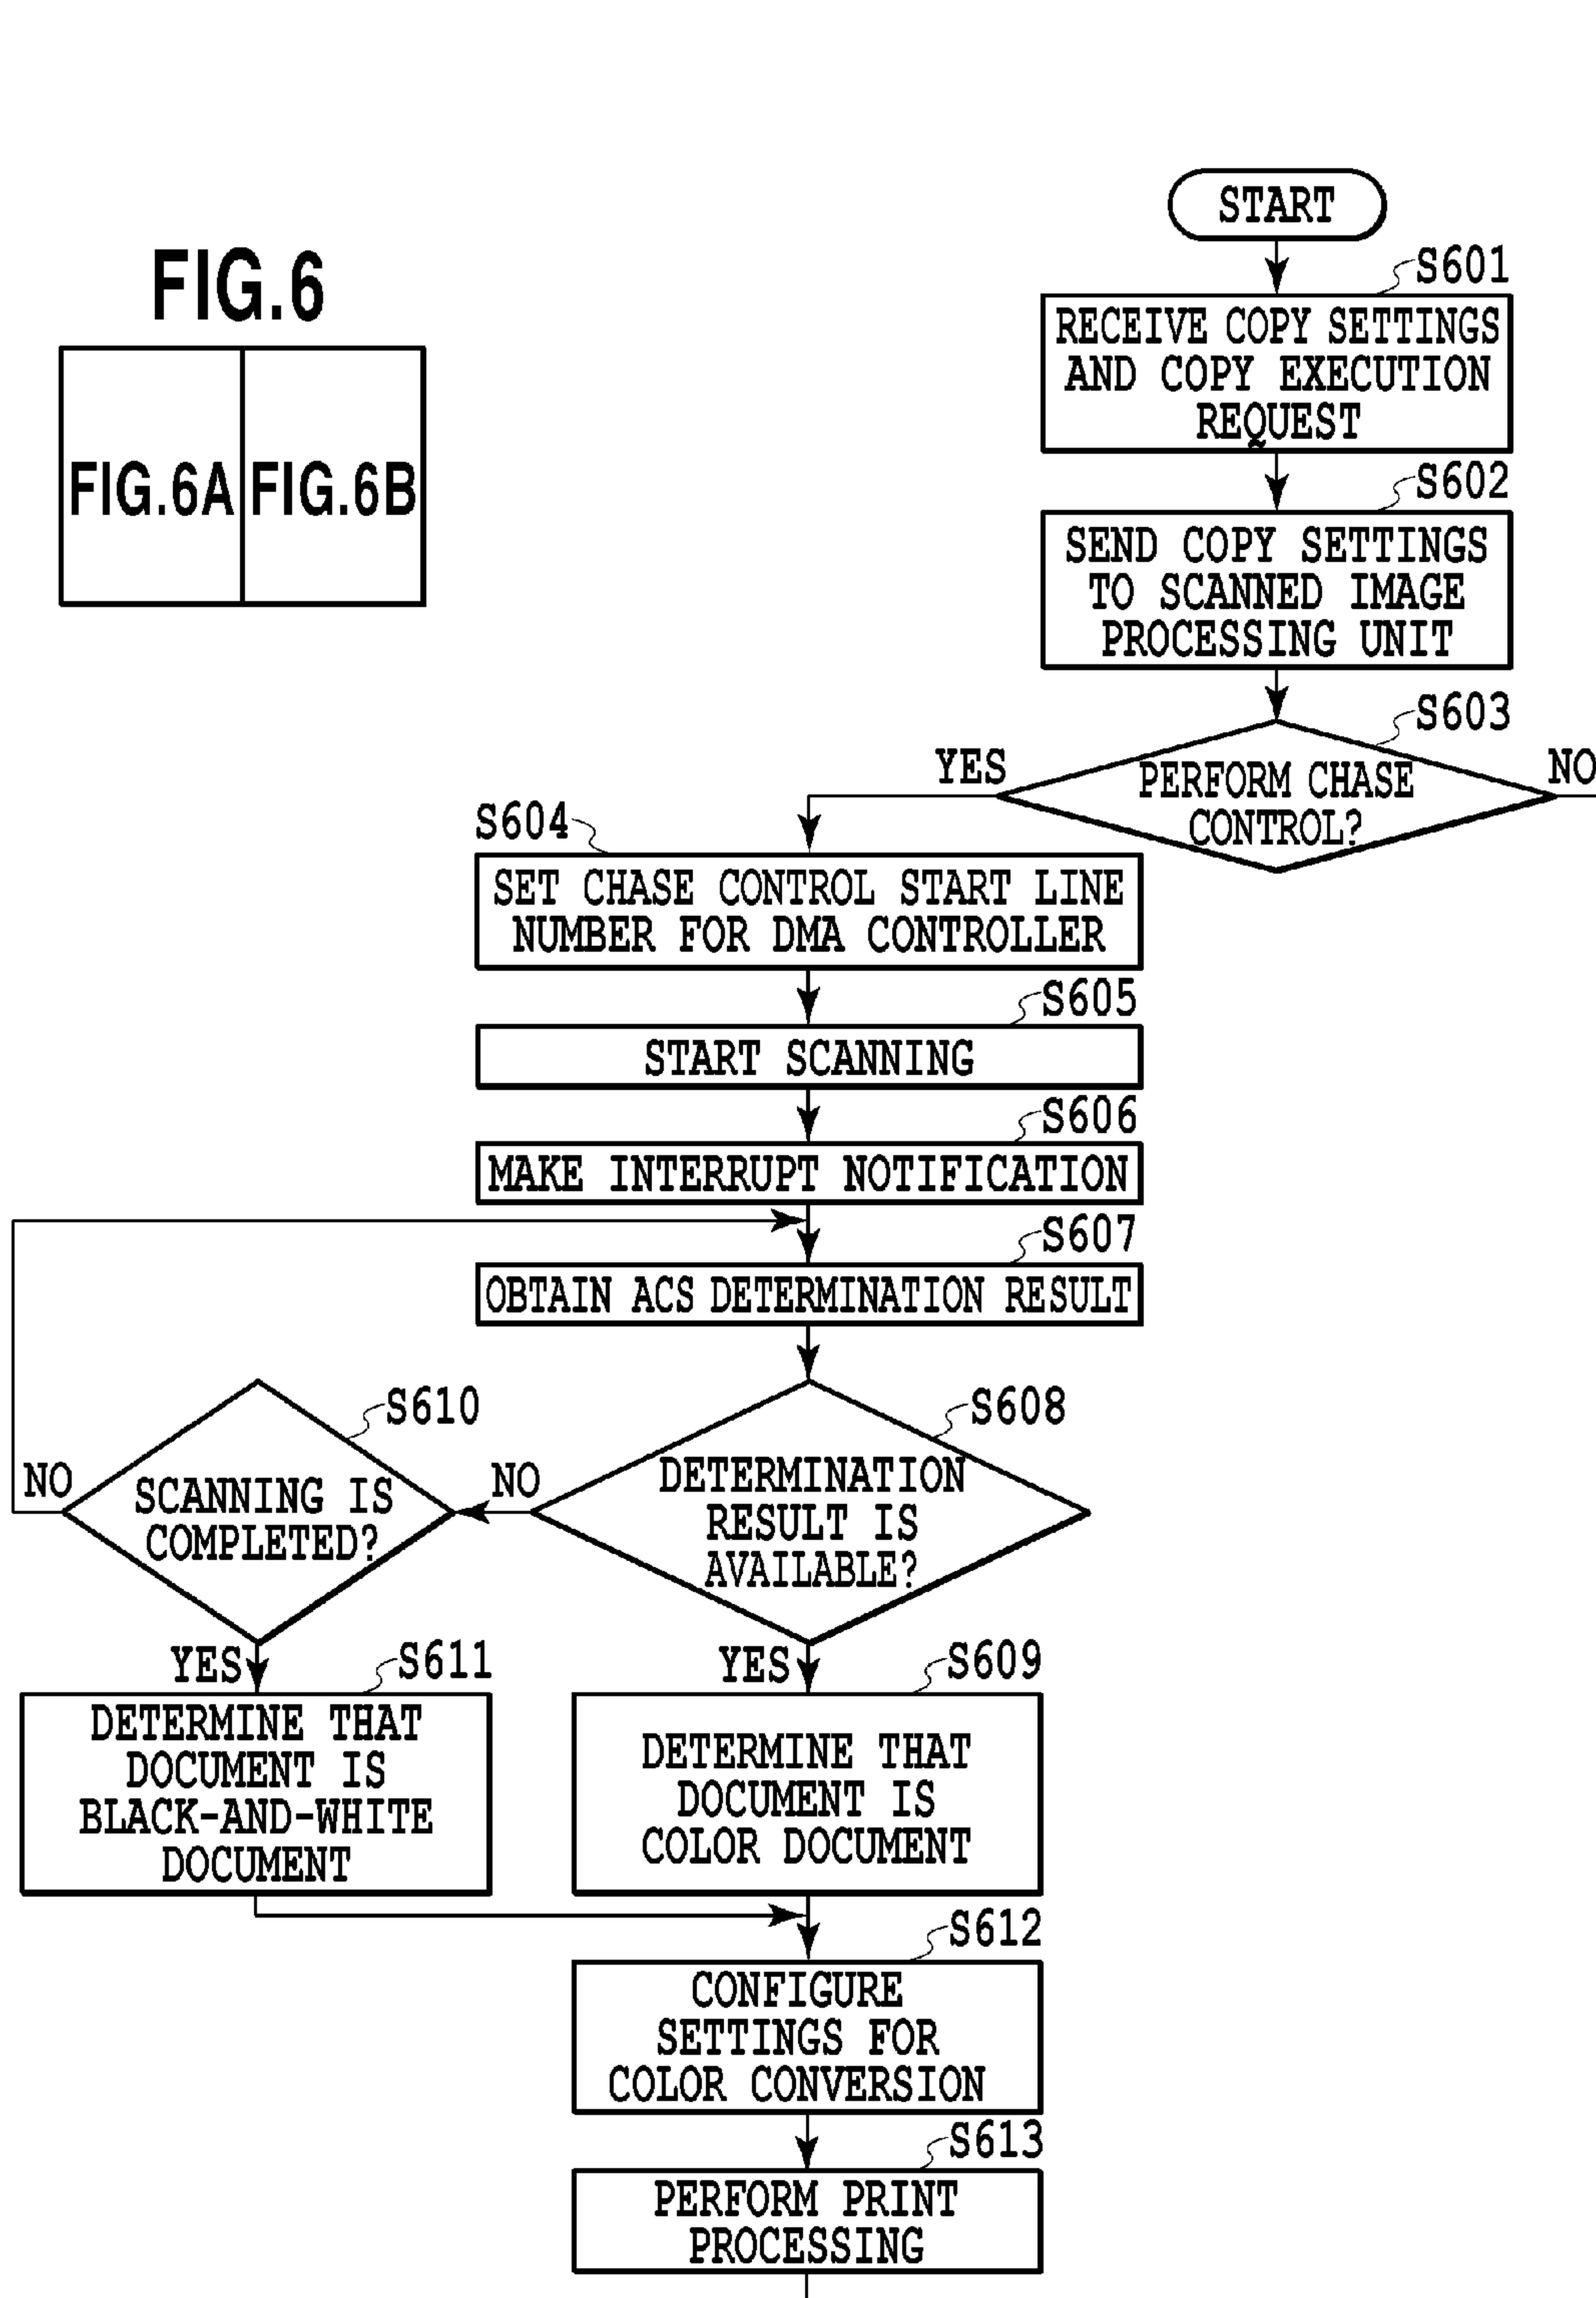 FIG.6
FIG.6A
FIG.6B
START
S601
RECEIVE COPY SETTINGS
AND COPY EXECUTION
REQUEST
S602
SEND COPY SETTINGS
TO SCANNED IMAGE
PROCESSING UNIT
S603
PERFORM CHASE
CONTROL?
YES
NO
S604
SET CHASE CONTROL START LINE
NUMBER FOR DMA CONTROLLER
S605
START SCANNING
S606
MAKE INTERRUPT NOTIFICATION
S607
OBTAIN ACS DETERMINATION RESULT
S608
DETERMINATION
RESULT IS
AVAILABLE?
NO
S610
SCANNING IS
COMPLETED?
NO
YES
S611
DETERMINE THAT
DOCUMENT IS
BLACK-AND-WHITE
DOCUMENT
YES
S609
DETERMINE THAT
DOCUMENT IS
COLOR DOCUMENT
S612
CONFIGURE
SETTINGS FOR
COLOR CONVERSION
S613
PERFORM PRINT
PROCESSING